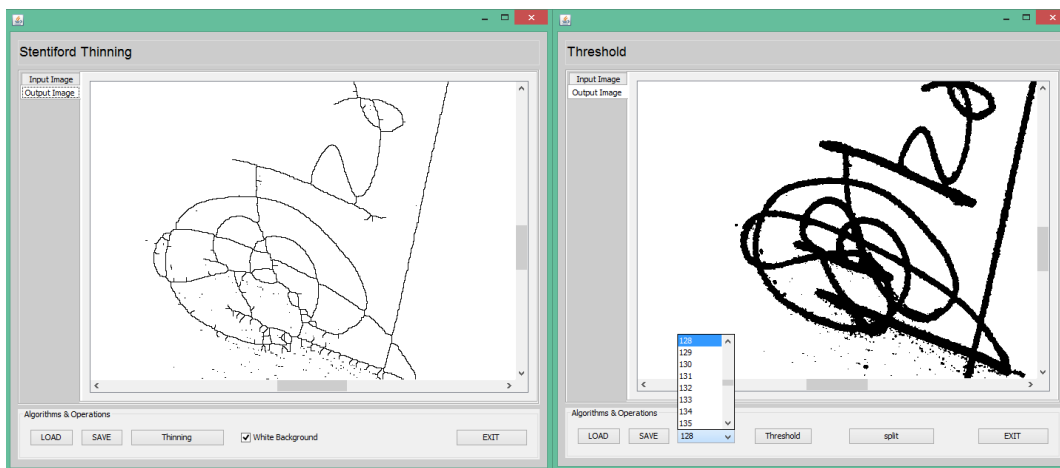 Stentiford Thinning
Input Image
Output Image
Algorithms & Operations
LOAD SAVE Thinning White Background EXIT
Threshold
Input Image
Output Image
128
129
130
131
132
133
134
135
Algorithms & Operations
LOAD SAVE 128 Threshold split EXIT